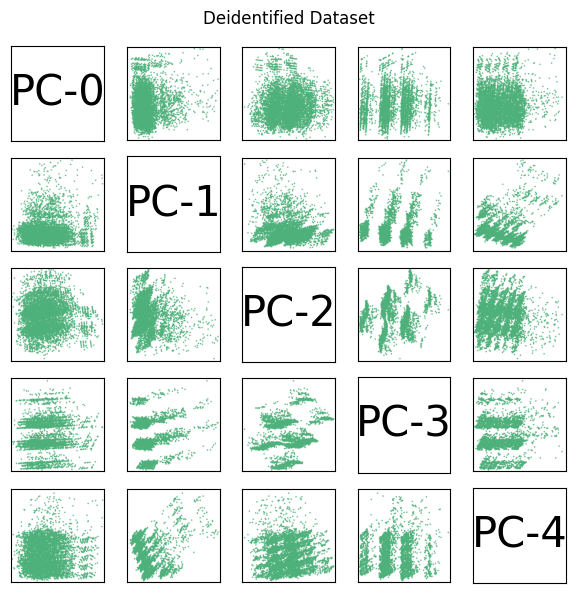 Deidentified Dataset
PC-0
PC-1
PC-2
PC-3
PC-4